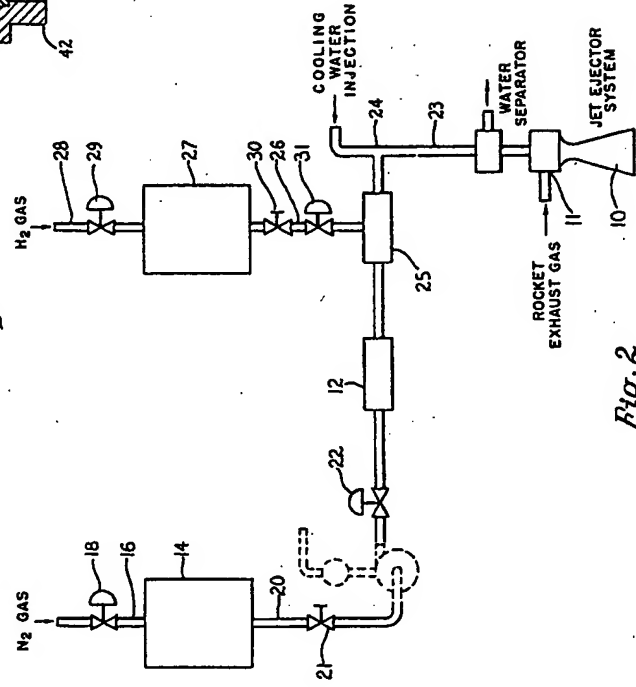 42
COOLING
WATER
INJECTION
24
23
WATER
SEPARATOR
JET EJECTOR
SYSTEM
10
11
ROCKET
EXHAUST GAS
H₂ GAS
28
29
27
30
26
31
25
12
22
N₂ GAS
18
16
14
20
21
Fig. 2